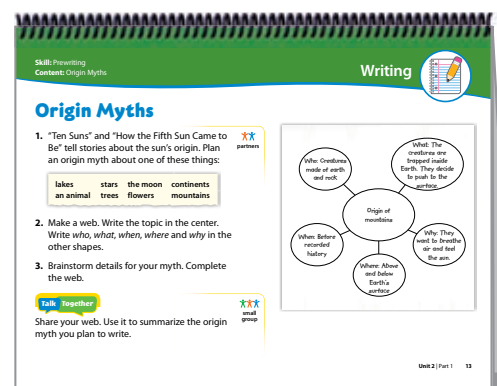 Skill: Prewriting
Content: Origin Myths
Writing
Origin Myths
1. "Ten Suns" and "How the Fifth Sun Came to
Be" tell stories about the sun's origin. Plan
an origin myth about one of these things:
partners
lakes stars the moon continents
an animal trees flowers mountains
2. Make a web. Write the topic in the center.
Write who, what, when, where and why in the
other shapes.
3. Brainstorm details for your myth. Complete
the web.
Talk Together
Share your web. Use it to summarize the origin
myth you plan to write.
small
group
Who: Creatures
made of earth
and rock
What: The
creatures are
trapped inside
Earth. They decide
to push to the
surface.
Origin of
mountains
When: Before
recorded
history
Why: They
want to breathe
air and feel
the sun.
Where: Above
and below
Earth's
surface
Unit 2 | Part 1 13